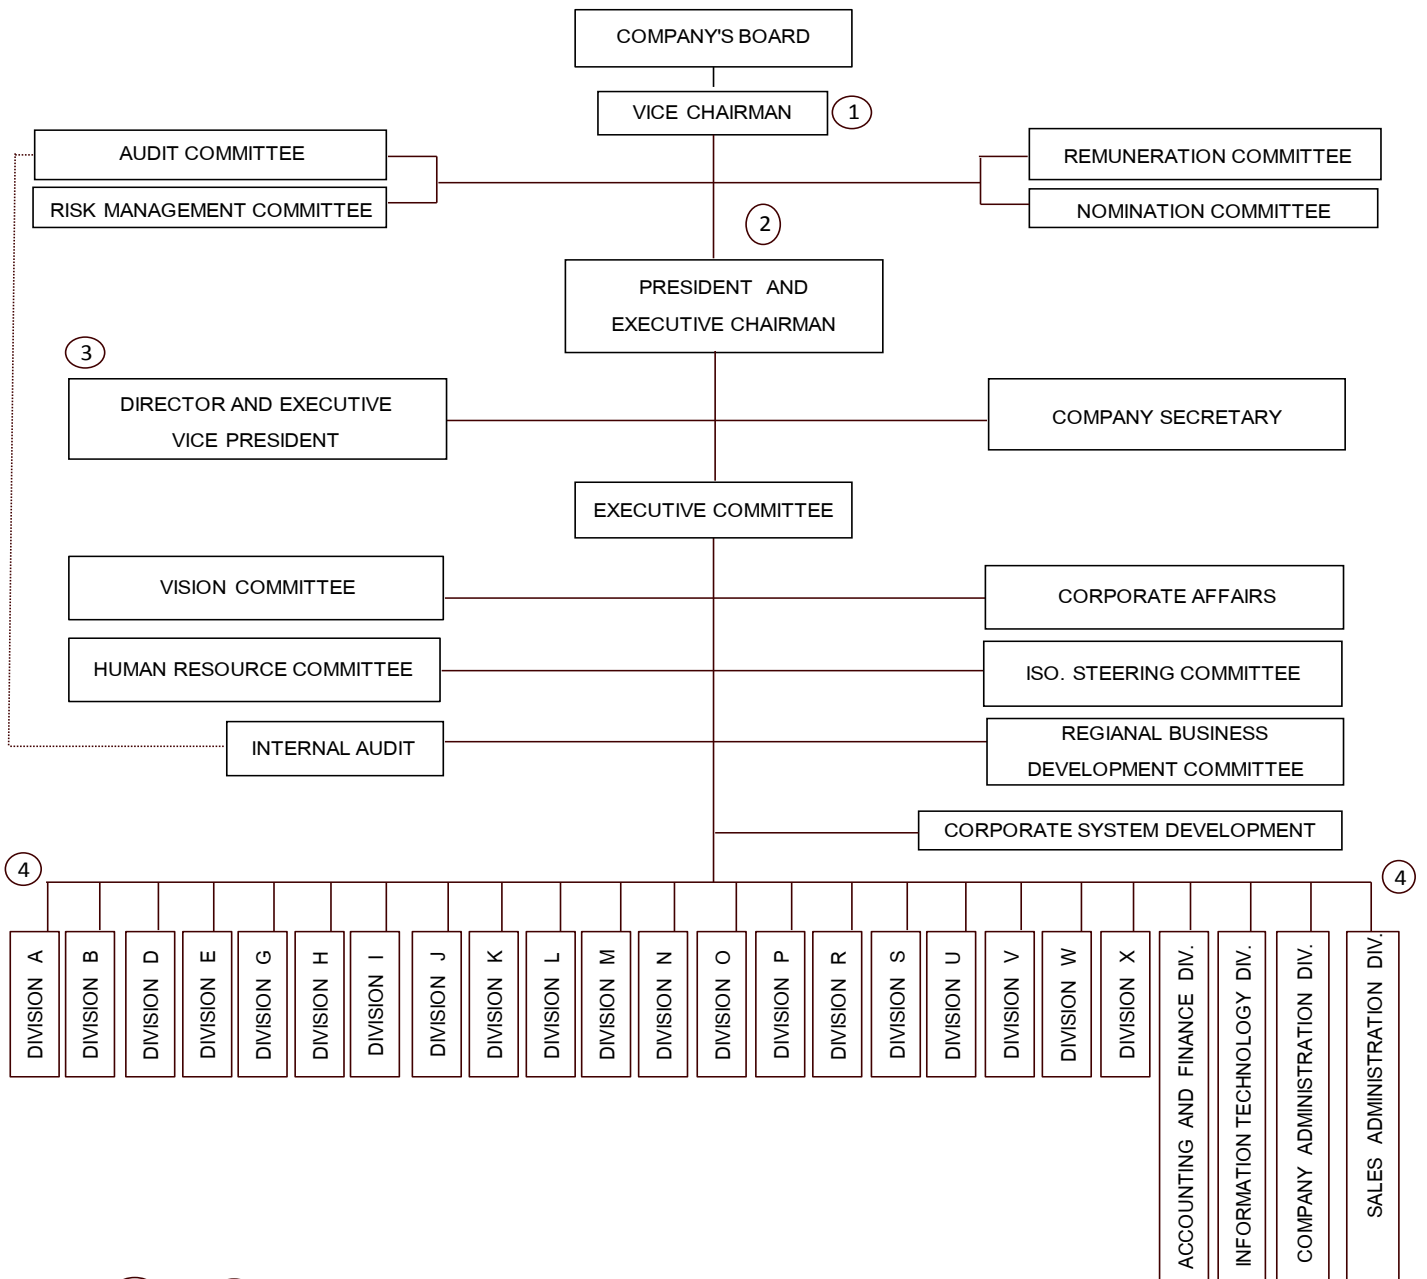 COMPANY'S BOARD
VICE CHAIRMAN
1
AUDIT COMMITTEE
REMUNERATION COMMITTEE
RISK MANAGEMENT COMMITTEE
NOMINATION COMMITTEE
2
PRESIDENT AND
EXECUTIVE CHAIRMAN
3
DIRECTOR AND EXECUTIVE
VICE PRESIDENT
COMPANY SECRETARY
EXECUTIVE COMMITTEE
VISION COMMITTEE
CORPORATE AFFAIRS
HUMAN RESOURCE COMMITTEE
ISO. STEERING COMMITTEE
INTERNAL AUDIT
REGIANAL BUSINESS
DEVELOPMENT COMMITTEE
CORPORATE SYSTEM DEVELOPMENT
4
4
DIVISION A
DIVISION B
DIVISION D
DIVISION E
DIVISION G
DIVISION H
DIVISION I
DIVISION J
DIVISION K
DIVISION L
DIVISION M
DIVISION N
DIVISION O
DIVISION P
DIVISION R
DIVISION S
DIVISION U
DIVISION V
DIVISION W
DIVISION X
ACCOUNTING AND FINANCE DIV.
INFORMATION TECHNOLOGY DIV.
COMPANY ADMINISTRATION DIV.
SALES ADMINISTRATION DIV.